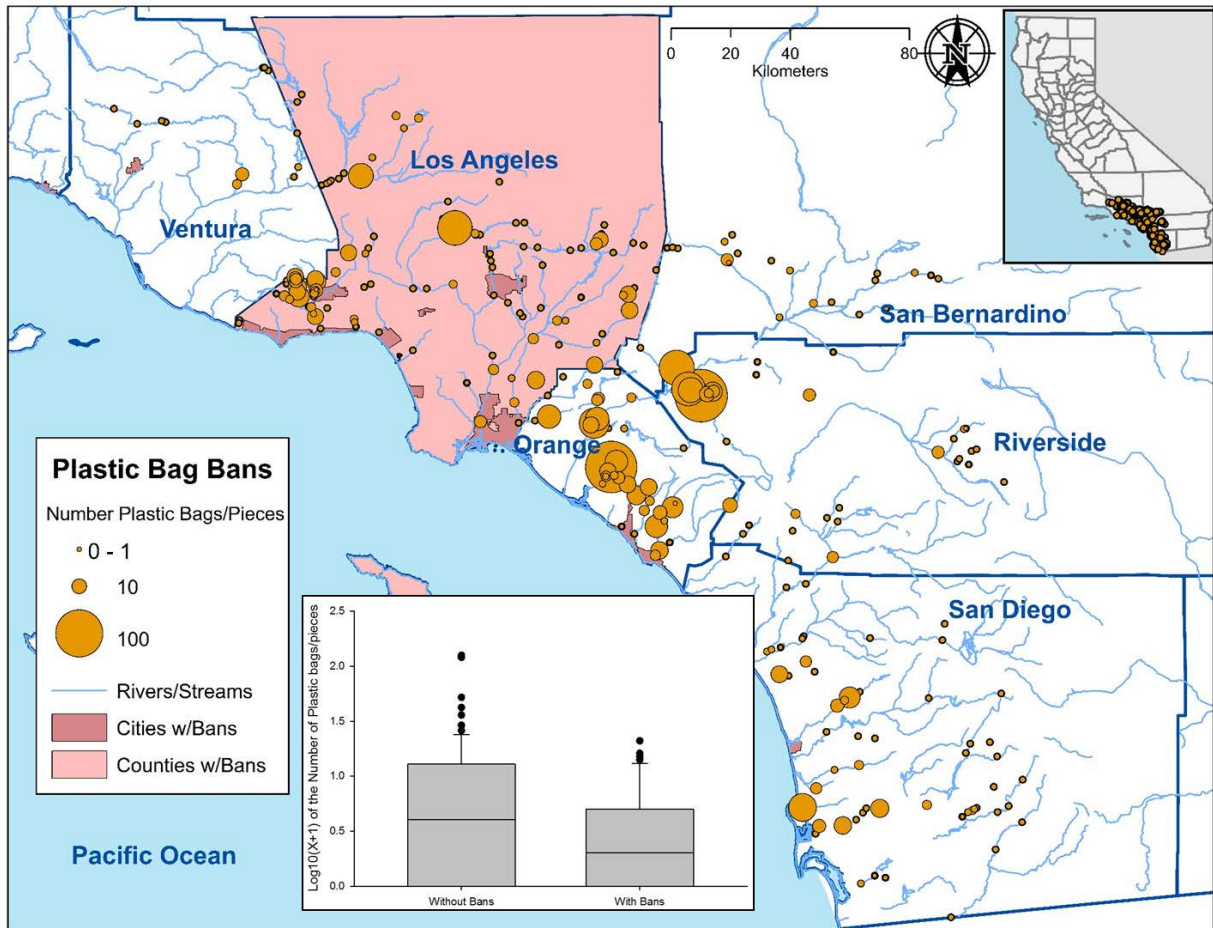 0 20 40 80
Kilometers
N
Los Angeles
Ventura
San Bernardino
Orange
Riverside
San Diego
Pacific Ocean
Plastic Bag Bans
Number Plastic Bags/Pieces
0 - 1
10
100
Rivers/Streams
Cities w/Bans
Counties w/Bans
Log10(X+1) of the Number of Plastic bags/pieces
2.5
2.0
1.5
1.0
0.5
0.0
Without Bans With Bans